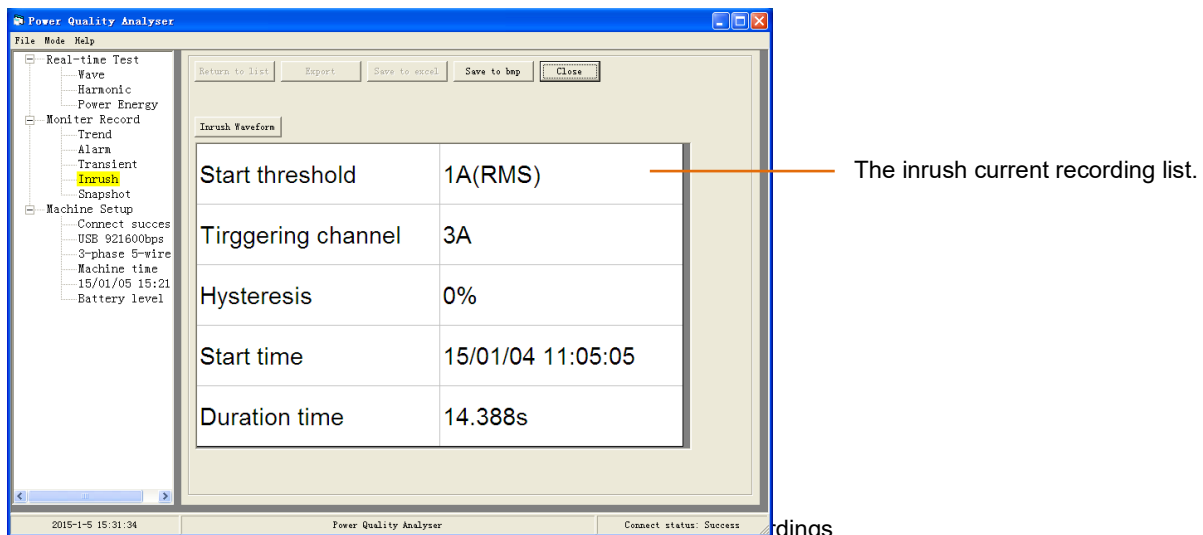 Power Quality Analyser
File Mode Help
Real-time Test
Wave
Harmonic
Power Energy
Moniter Record
Trend
Alarm
Transient
Inrush
Snapshot
Machine Setup
Connect succes
USB 921600bps
3-phase 5-wire
Machine time
15/01/05 15:21
Battery level
Return to list Export Save to excel Save to bmp Close
Inrush Waveform
Start threshold 1A(RMS)
Tirggering channel 3A
Hysteresis 0%
Start time 15/01/04 11:05:05
Duration time 14.388s
The inrush current recording list.
2015-1-5 15:31:34 Power Quality Analyser Connect status: Success
rdings